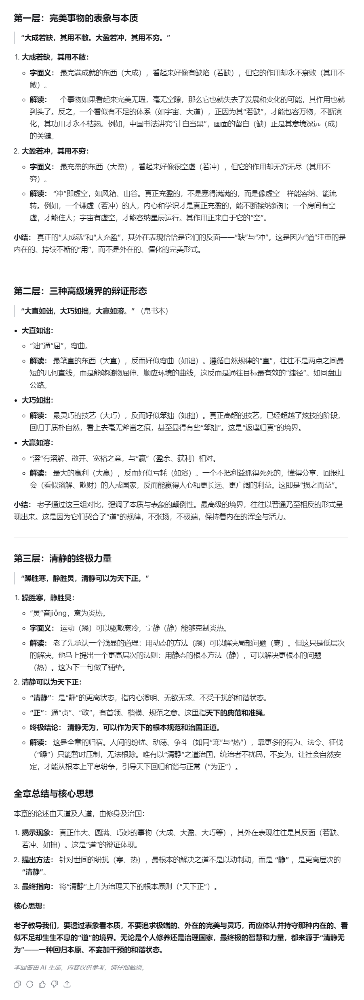 第一层：完美事物的表象与本质
“大成若缺，其用不敝。大盈若冲，其用不穷。”
1. 大成若缺，其用不敝：
字面义： 最完满成就的东西（大成），看起来好像有缺陷（若缺），但它的作用却永不衰败（其用不
敝）。
解读： 一个事物如果看起来完美无瑕，毫无空隙，那么它也就失去了发展和变化的可能，其作用也就
到头了。反之，一个看似有不足的体系（如宇宙、大道），正因为其“若缺”，才能包容万物，不断演
化，其功用才永不枯竭。例如，中国书法讲究“计白当黑”，画面的留白（缺）正是其意境深远（成）
的关键。
2. 大盈若冲，其用不穷：
字面义： 最充盈的东西（大盈），看起来好像很空虚（若冲），但它的作用却无穷无尽（其用不
穷）。
解读： “冲”即虚空，如风箱、山谷。真正充盈的，不是塞得满满的，而是像虚空一样能容纳、能流
转。例如，一个谦虚（若冲）的人，内心和学识才是真正充盈的，能不断接纳新知；一个房间有空
虚，才能住人；宇宙有虚空，才能容纳星辰运行。其作用正来自于它的“空”。
小结： 真正的“大成就”和“大充盈”，其外在表现恰恰是它们的反面——“缺”与“冲”。这是因为“道”注重的是
内在的、持续不断的“用”，而不是外在的、僵化的完美形式。
第二层：三种高级境界的辩证形态
“大直如诎，大巧如拙，大赢如溶。”（帛书本）
大直如诎：
“诎”通“屈”，弯曲。
解读： 最笔直的东西（大直），反而好似弯曲（如诎）。遵循自然规律的“直”，往往不是两点之间最
短的几何直线，而是能够随物屈伸、顺应环境的曲线，这反而是通往目标最有效的“捷径”。如同盘山
公路。
大巧如拙：
解读： 最灵巧的技艺（大巧），反而好似笨拙（如拙）。真正高超的技艺，已经超越了炫技的阶段，
回归于质朴自然，看上去毫无斧凿之痕，甚至显得有些“笨拙”。这是“返璞归真”的境界。
大赢如溶：
“溶”有溶解、散开、宽裕之意，与“赢”（盈余、获利）相对。
解读： 最大的赢利（大赢），反而好似亏耗（如溶）。一个不把利益抓得死死的，懂得分享、回报社
会（看似溶解、散财）的人或国家，反而能赢得人心和更长远、更广阔的利益。这即是“损之而益”。
小结： 老子通过这三组对比，强调了本质与表象的颠倒性。最高级的境界，往往以普通乃至相反的形式呈
现出来。这是因为它们契合了“道”的规律，不张扬，不极端，保持着内在的浑全与活力。
第三层：清静的终极力量
“躁胜寒，静胜炅，清静可以为天下正。”
1. 躁胜寒，静胜炅：
“炅”音jiǒng，意为炎热。
字面义： 运动（躁）可以驱散寒冷，宁静（静）能够克制炎热。
解读： 老子先承认一个浅显的道理：用动态的方法（躁）可以解决局部问题（寒）。但这只是低层次
的解决。他马上提出一个更高层次的法则：用静态的根本方法（静），可以解决更根本的问题
（热）。这为下一句做了铺垫。
2. 清静可以为天下正：
“清静”：是“静”的更高状态，指内心澄明、无欲无求、不受干扰的和谐状态。
“正”：通“贞”、“政”，有首领、楷模、规范之意。这里指天下的典范和准绳。
终极结论： 清静无为，可以作为天下的根本规范和治国正道。
解读： 这是全章的归宿。人间的纷扰、动荡、争斗（如同“寒”与“热”），靠更多的有为、法令、征伐
（“躁”）只能暂时压制，无法根除。唯有以“清静”之道治国，统治者不扰民，不妄为，让社会自然安
定，才能从根本上平息纷争，引导天下回归和谐与正常（“为正”）。
全章总结与核心思想
本章的论述由天道及人道，由修身及治国：
1. 揭示现象： 真正伟大、圆满、巧妙的事物（大成、大盈、大巧等），其外在表现往往是其反面（若缺、
若冲、如拙）。这是“道”的辩证体现。
2. 提出方法： 针对世间的纷扰（寒、热），最根本的解决之道不是以动制动，而是 “静” ，是更高层次的
“清静”。
3. 最终指向： 将“清静”上升为治理天下的根本原则（“天下正”）。
核心思想：
老子教导我们，要透过表象看本质，不要追求极端的、外在的完美与灵巧，而应体认并持守那种内在的、看
似不足却生生不息的“道”的境界。无论是个人修养还是治理国家，最终极的智慧和力量，都来源于“清静无
为”——一种回归本原、不妄加干预的和谐状态。
本回答由 AI 生成，内容仅供参考，请仔细甄别。